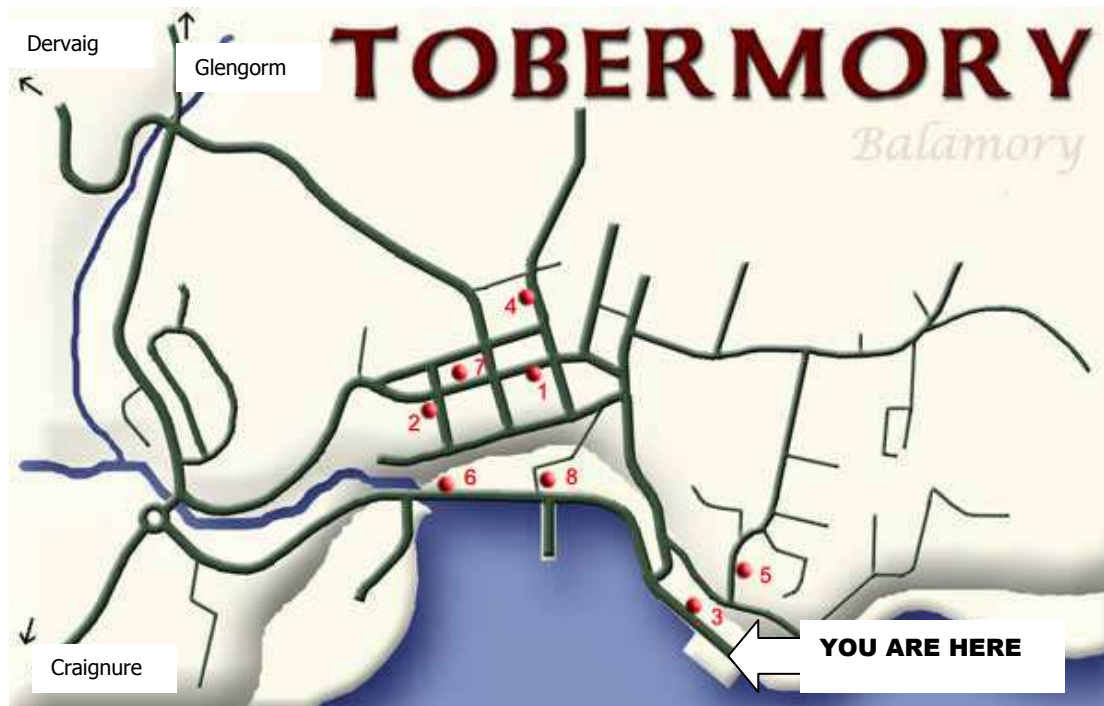 Dervaig
Glengorm
TOBERMORY
Balamory
4
7
1
2
6
8
5
3
YOU ARE HERE
Craignure